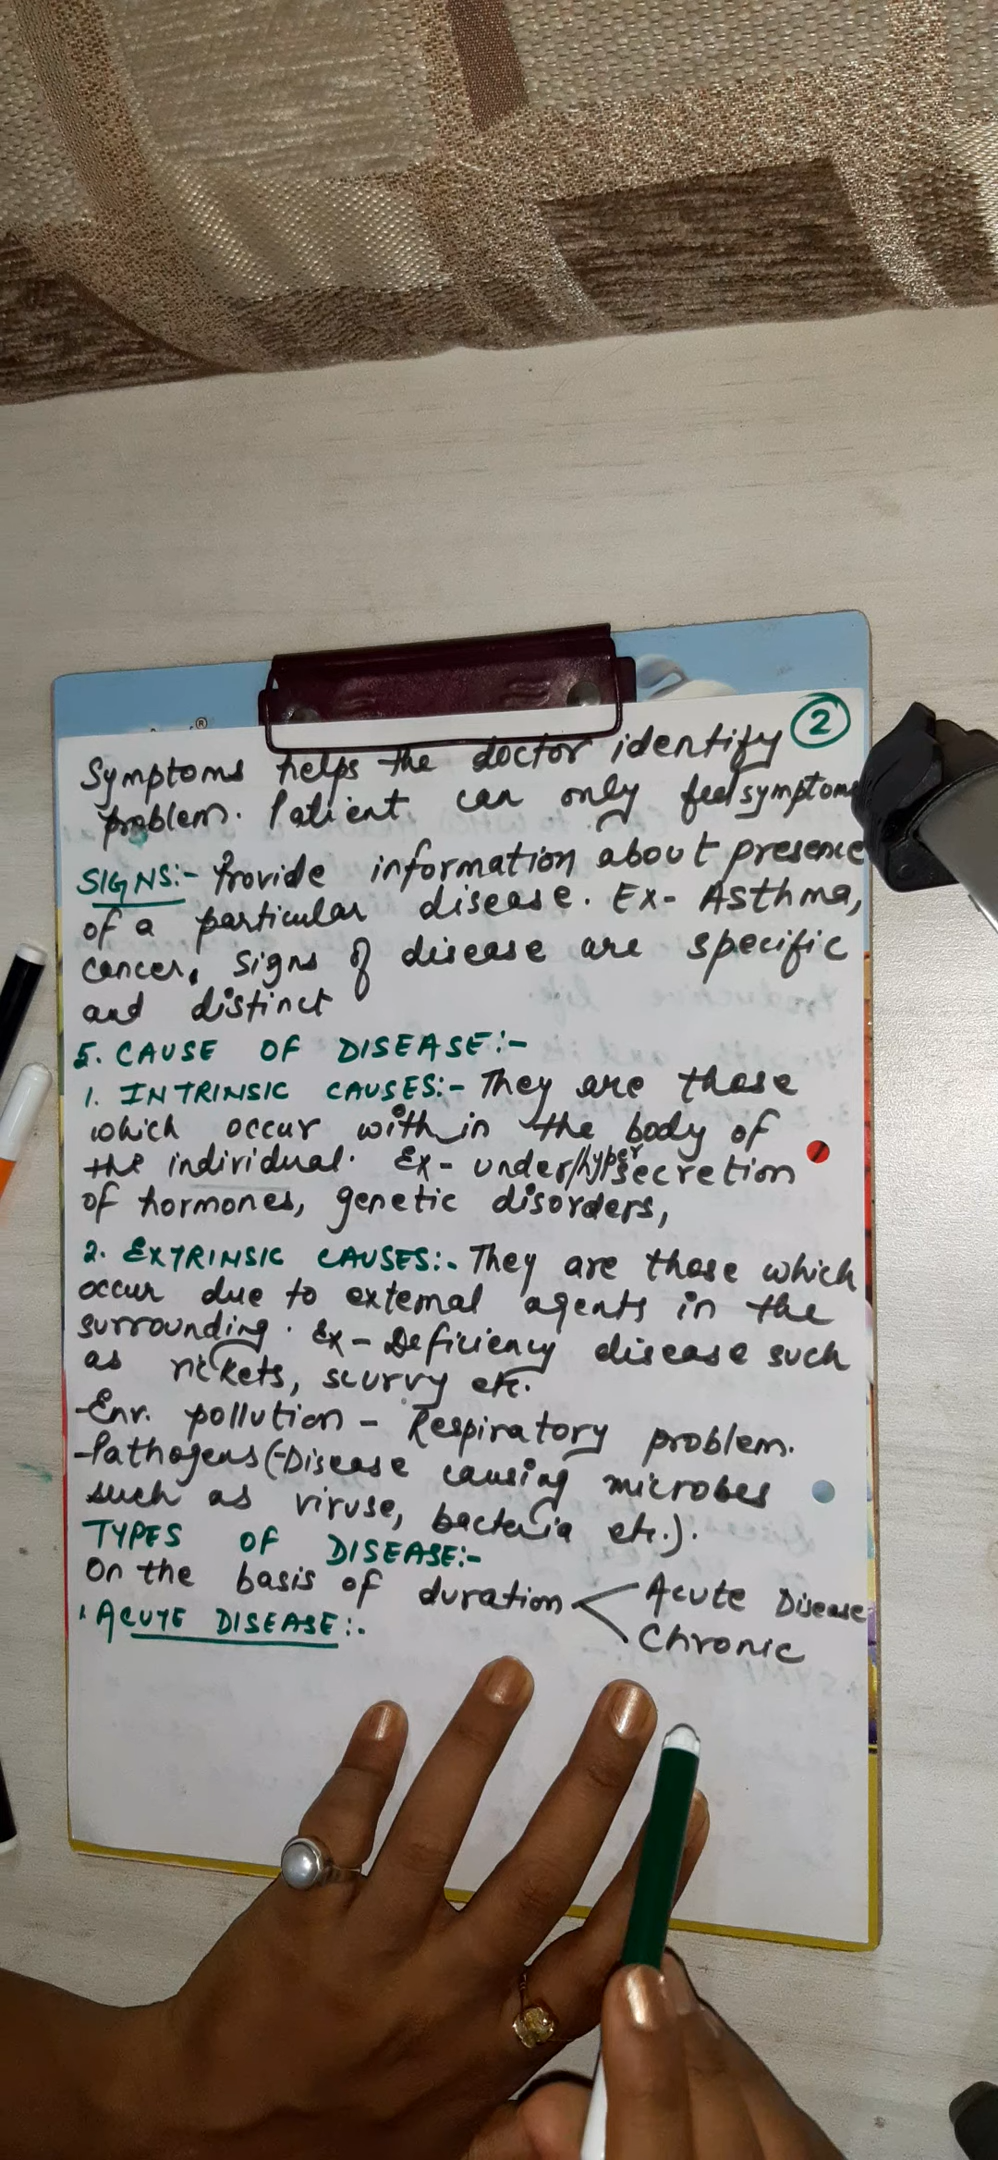 2
Symptoms helps the doctor identify
problem. Patient can only feel symptoms
SIGNS:- Provide information about presence
of a particular disease. Ex- Asthma,
cancer, signs of disease are specific
and distinct
5. CAUSE OF DISEASE:-
1. INTRINSIC CAUSES:- They are those
which occur within the body of
the individual. Ex- under/hyper secretion
of hormones, genetic disorders,
2. EXTRINSIC CAUSES:- They are those which
occur due to external agents in the
surrounding. Ex- Deficiency disease such
as rickets, scurvy etc.
-Env. pollution - Respiratory problem.
-Pathogens (-Disease causing microbes
such as viruse, bacteria etc.).
TYPES OF DISEASE:-
On the basis of duration < Acute Disease
Chronic
1. ACUTE DISEASE:-